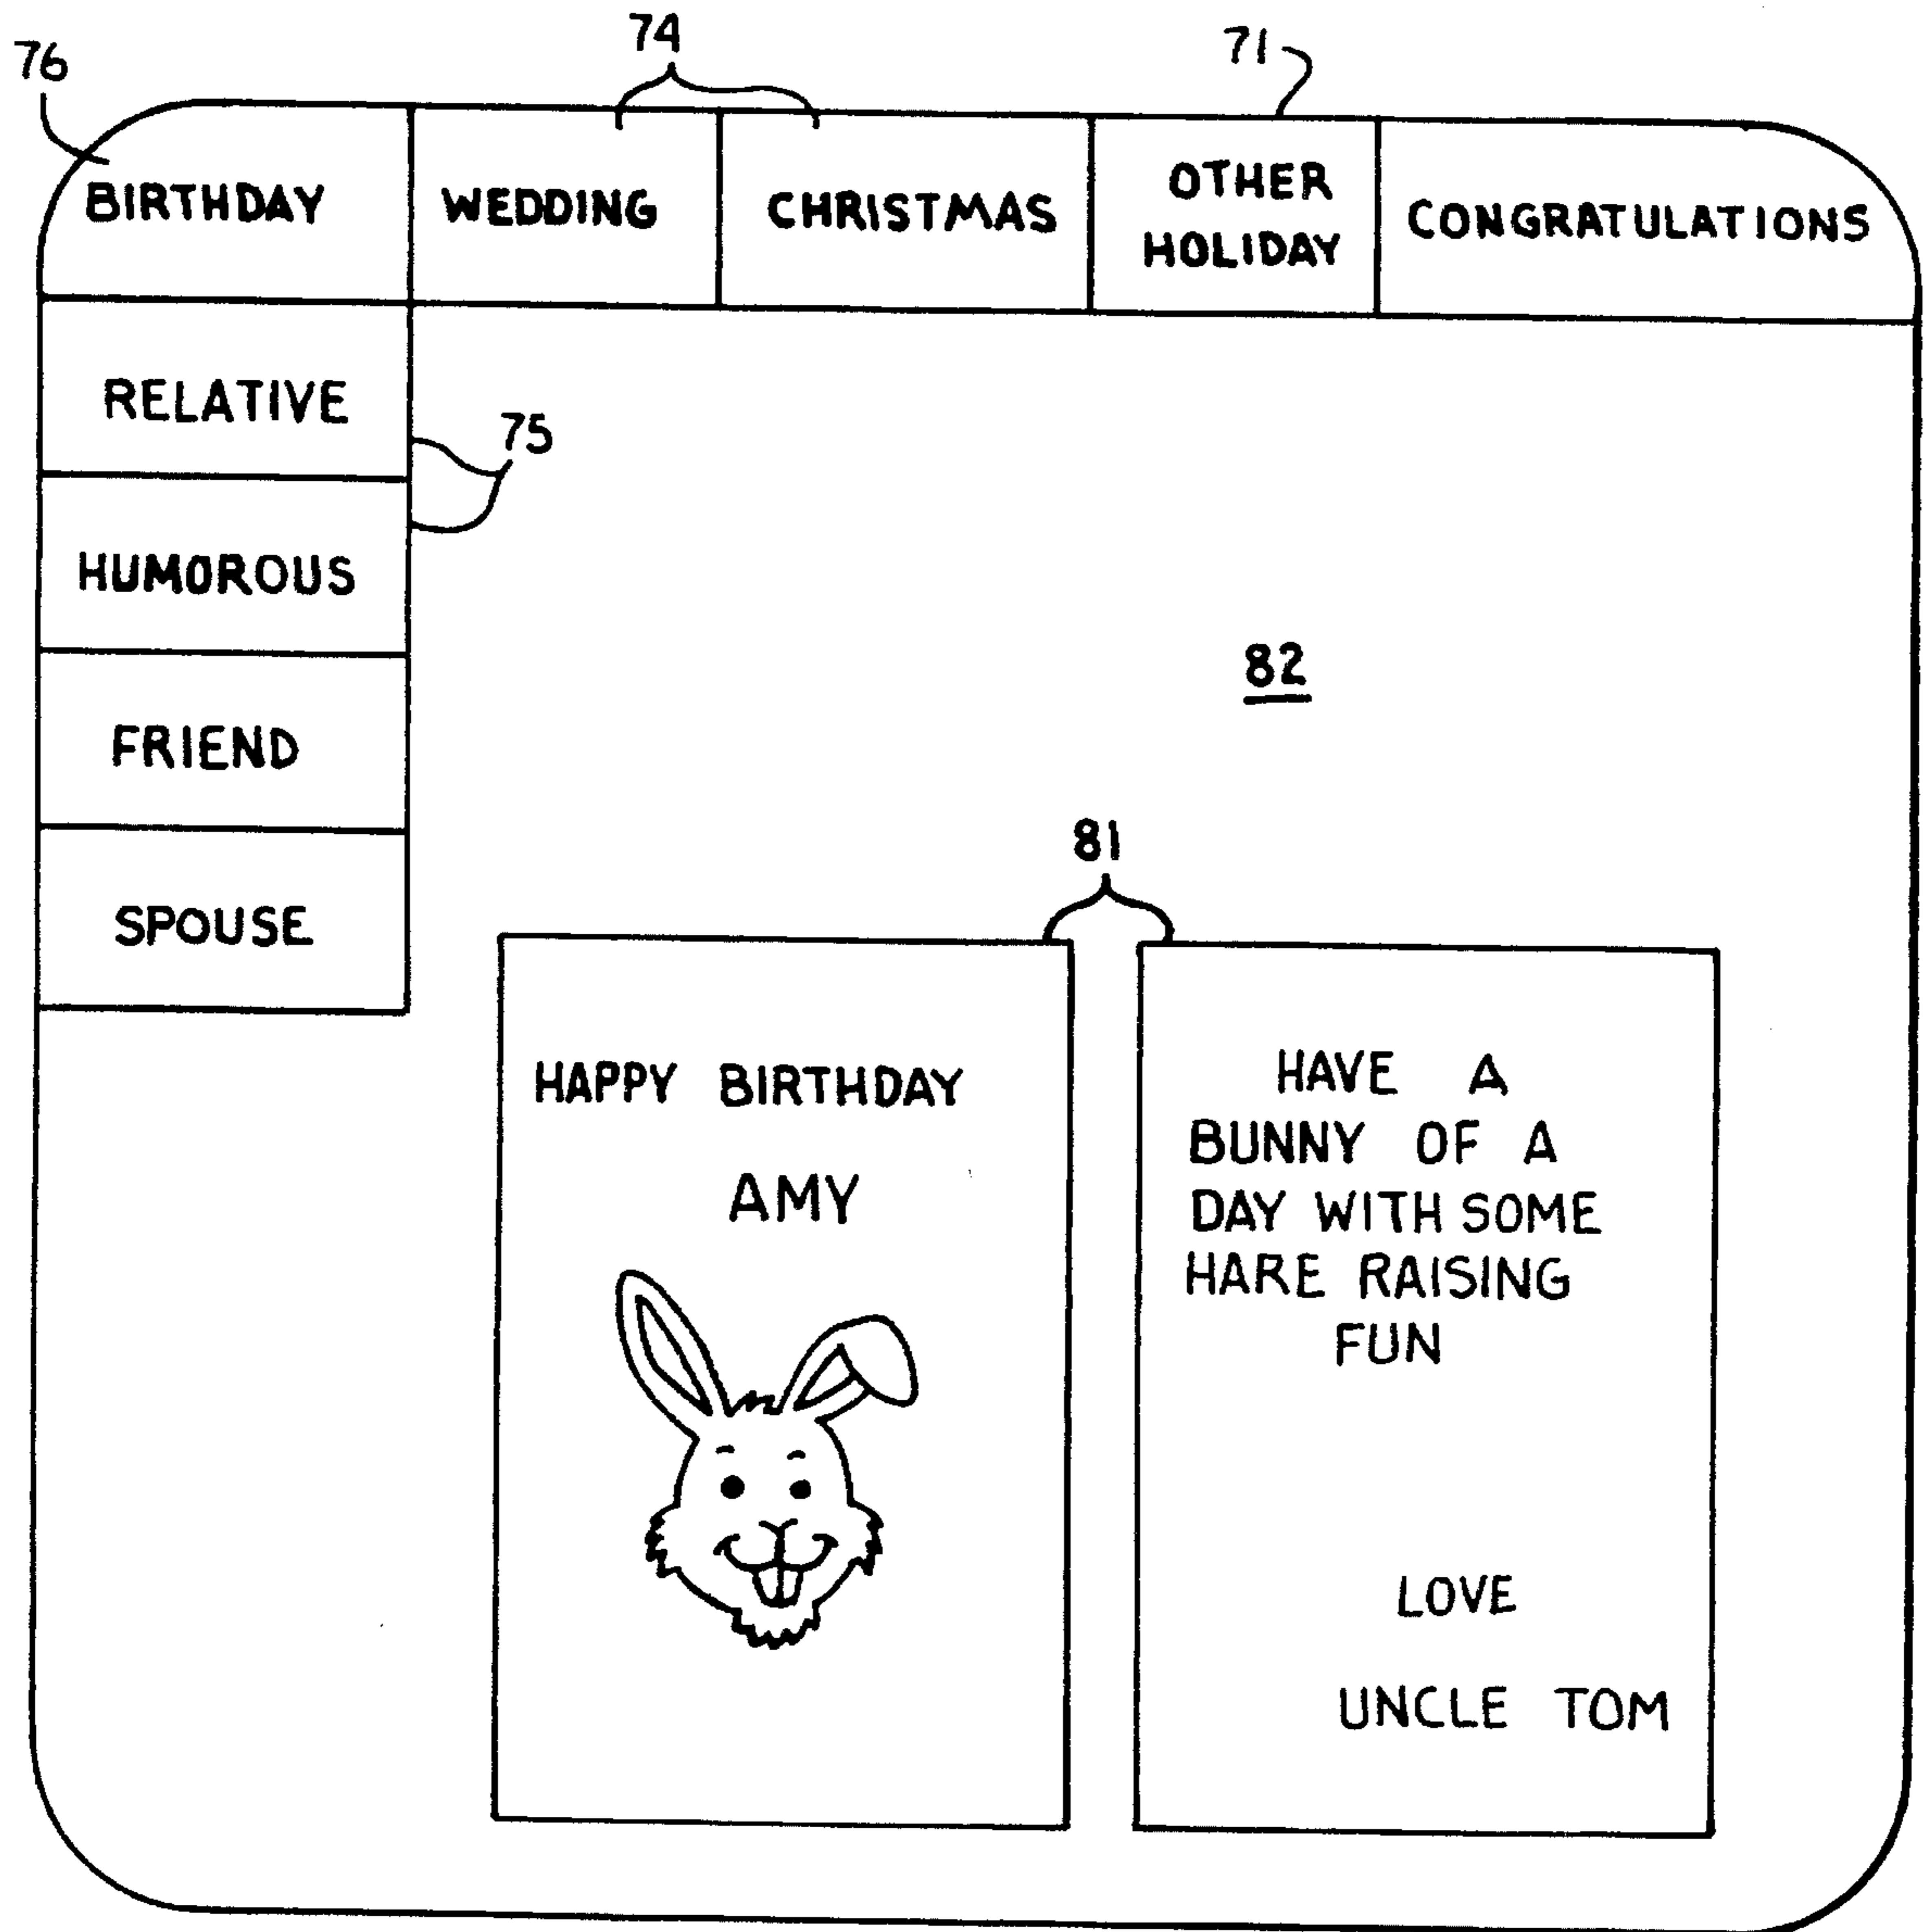 74
71
76
BIRTHDAY
WEDDING
CHRISTMAS
OTHER
HOLIDAY
CONGRATULATIONS
RELATIVE
75
HUMOROUS
82
FRIEND
81
SPOUSE
HAPPY BIRTHDAY
AMY
HAVE A
BUNNY OF A
DAY WITH SOME
HARE RAISING
FUN
LOVE
UNCLE TOM